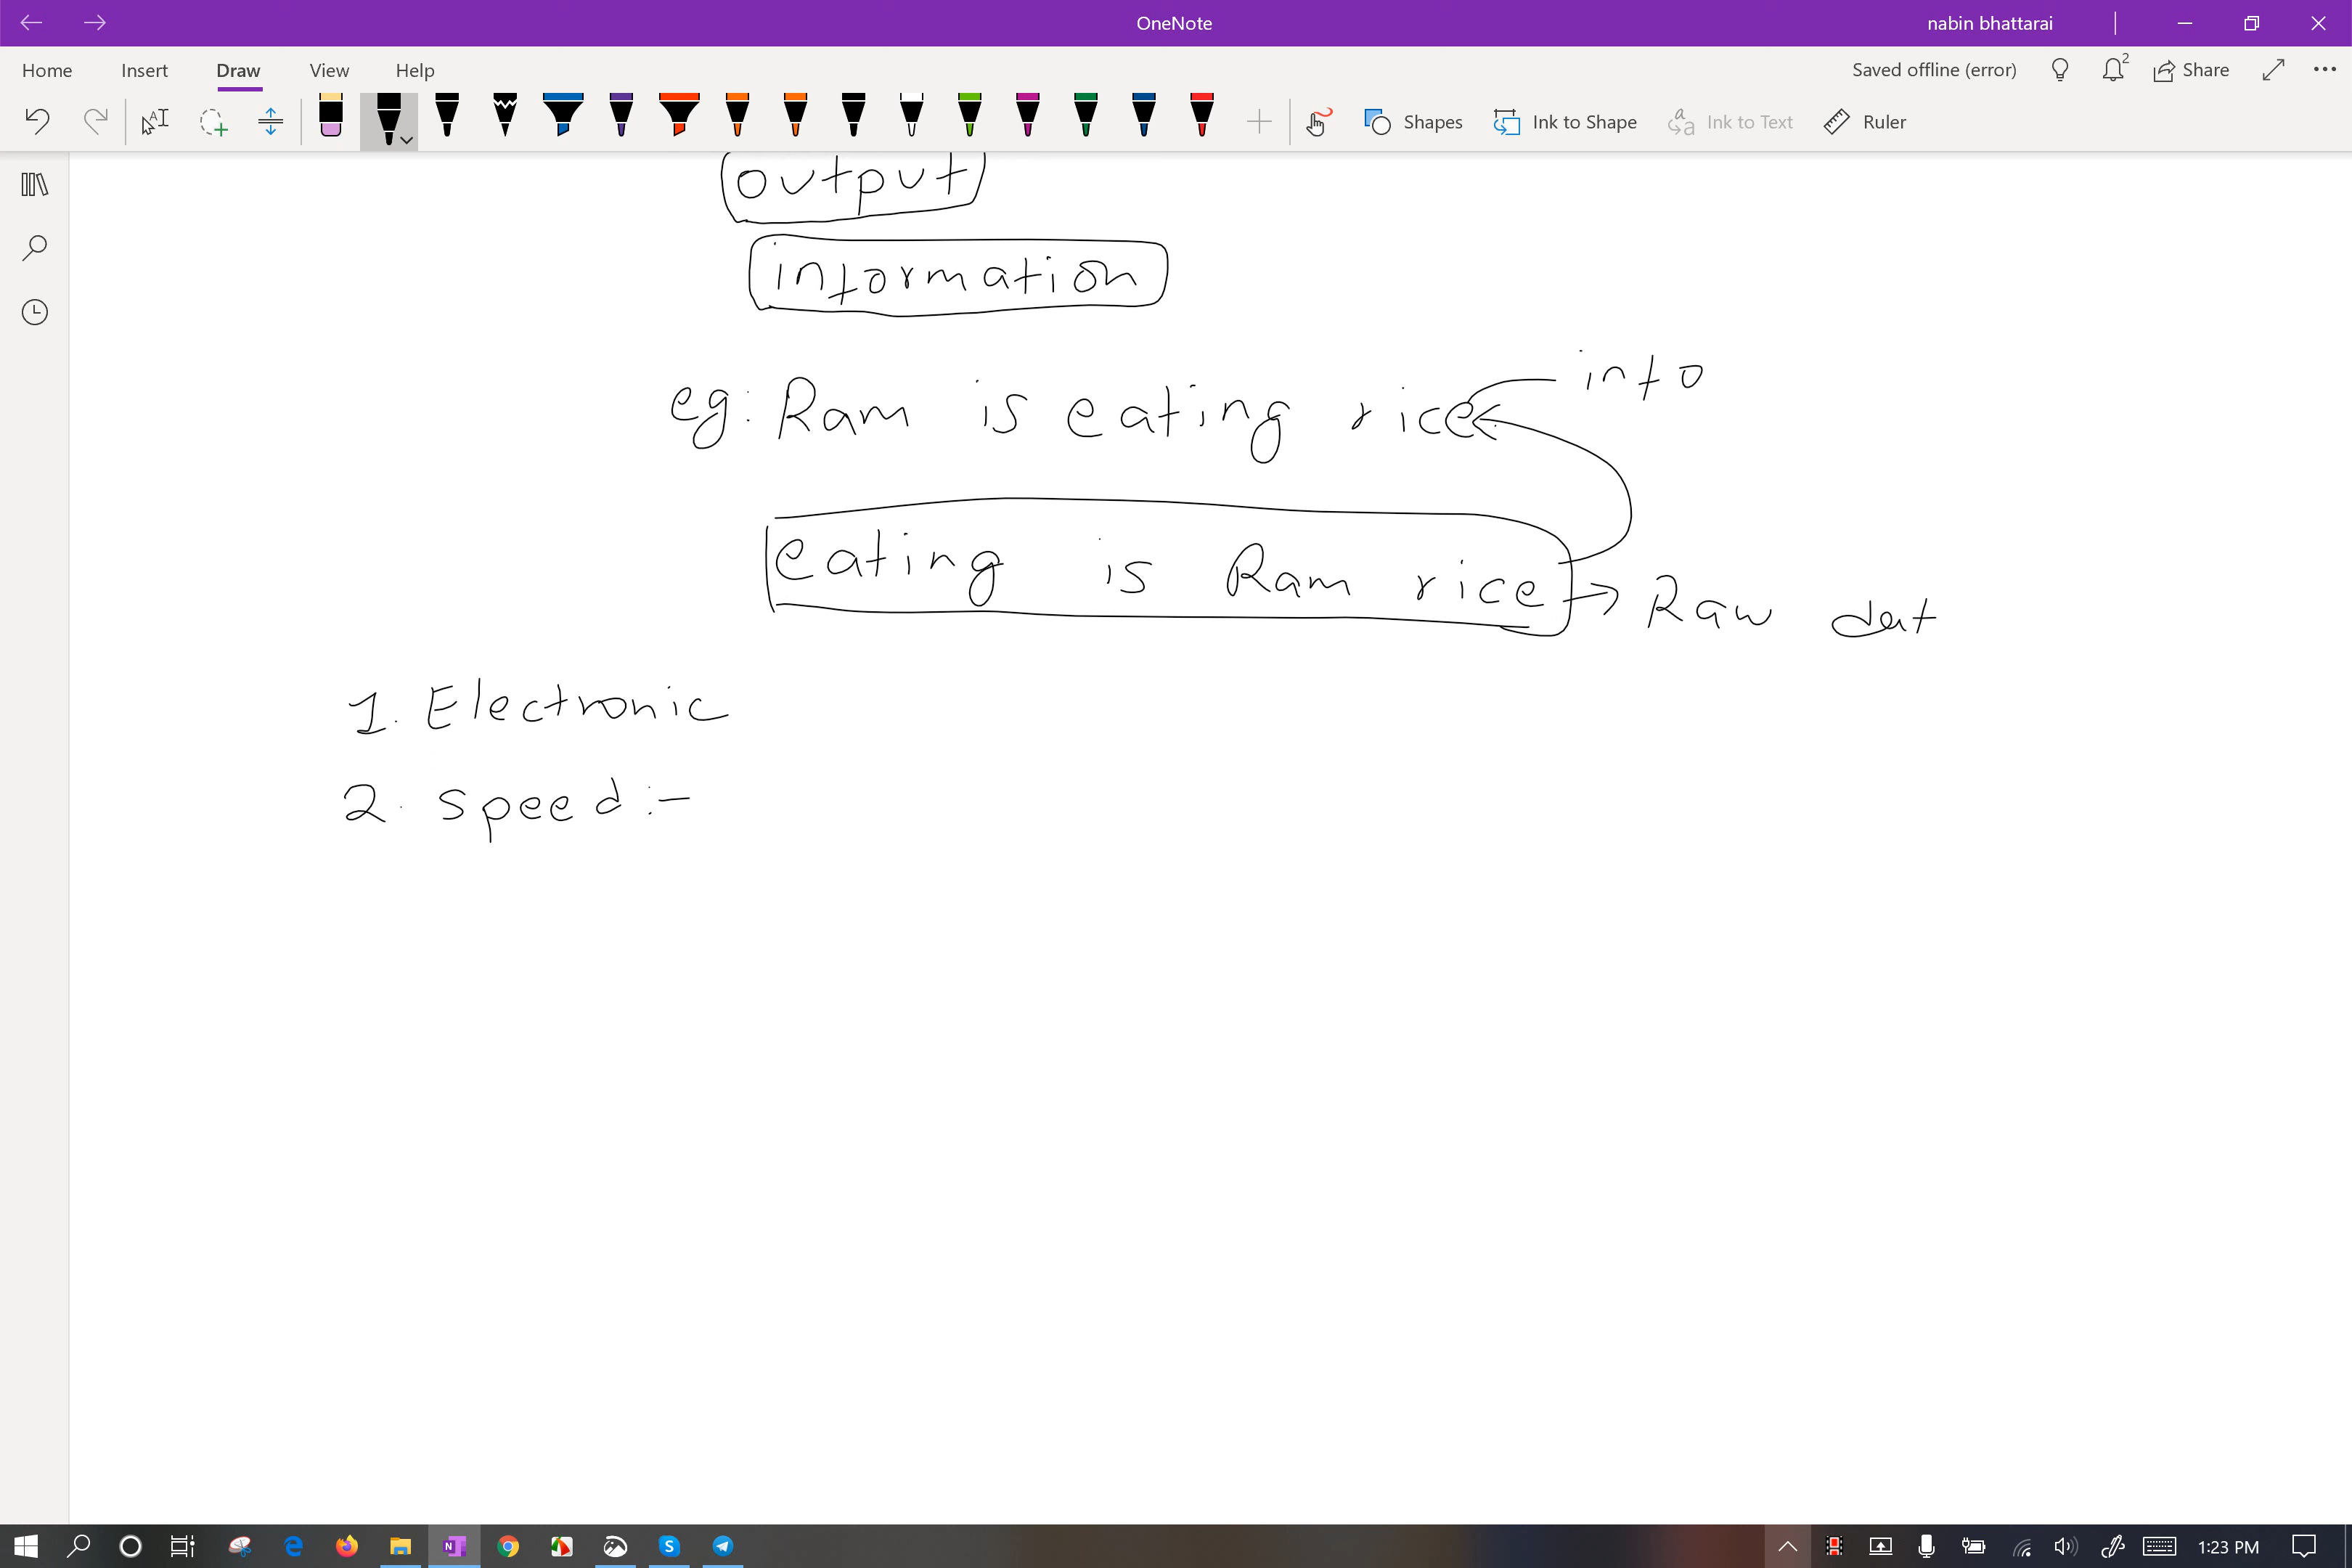 OneNote
nabin bhattarai
Home Insert Draw View Help
Saved offline (error)
2
Share
Shapes
Ink to Shape
Ink to Text
Ruler
output
information
eg: Ram is eating rice
info
eating is Ram rice
Raw dat
1. Electronic
2. speed :-
1:23 PM